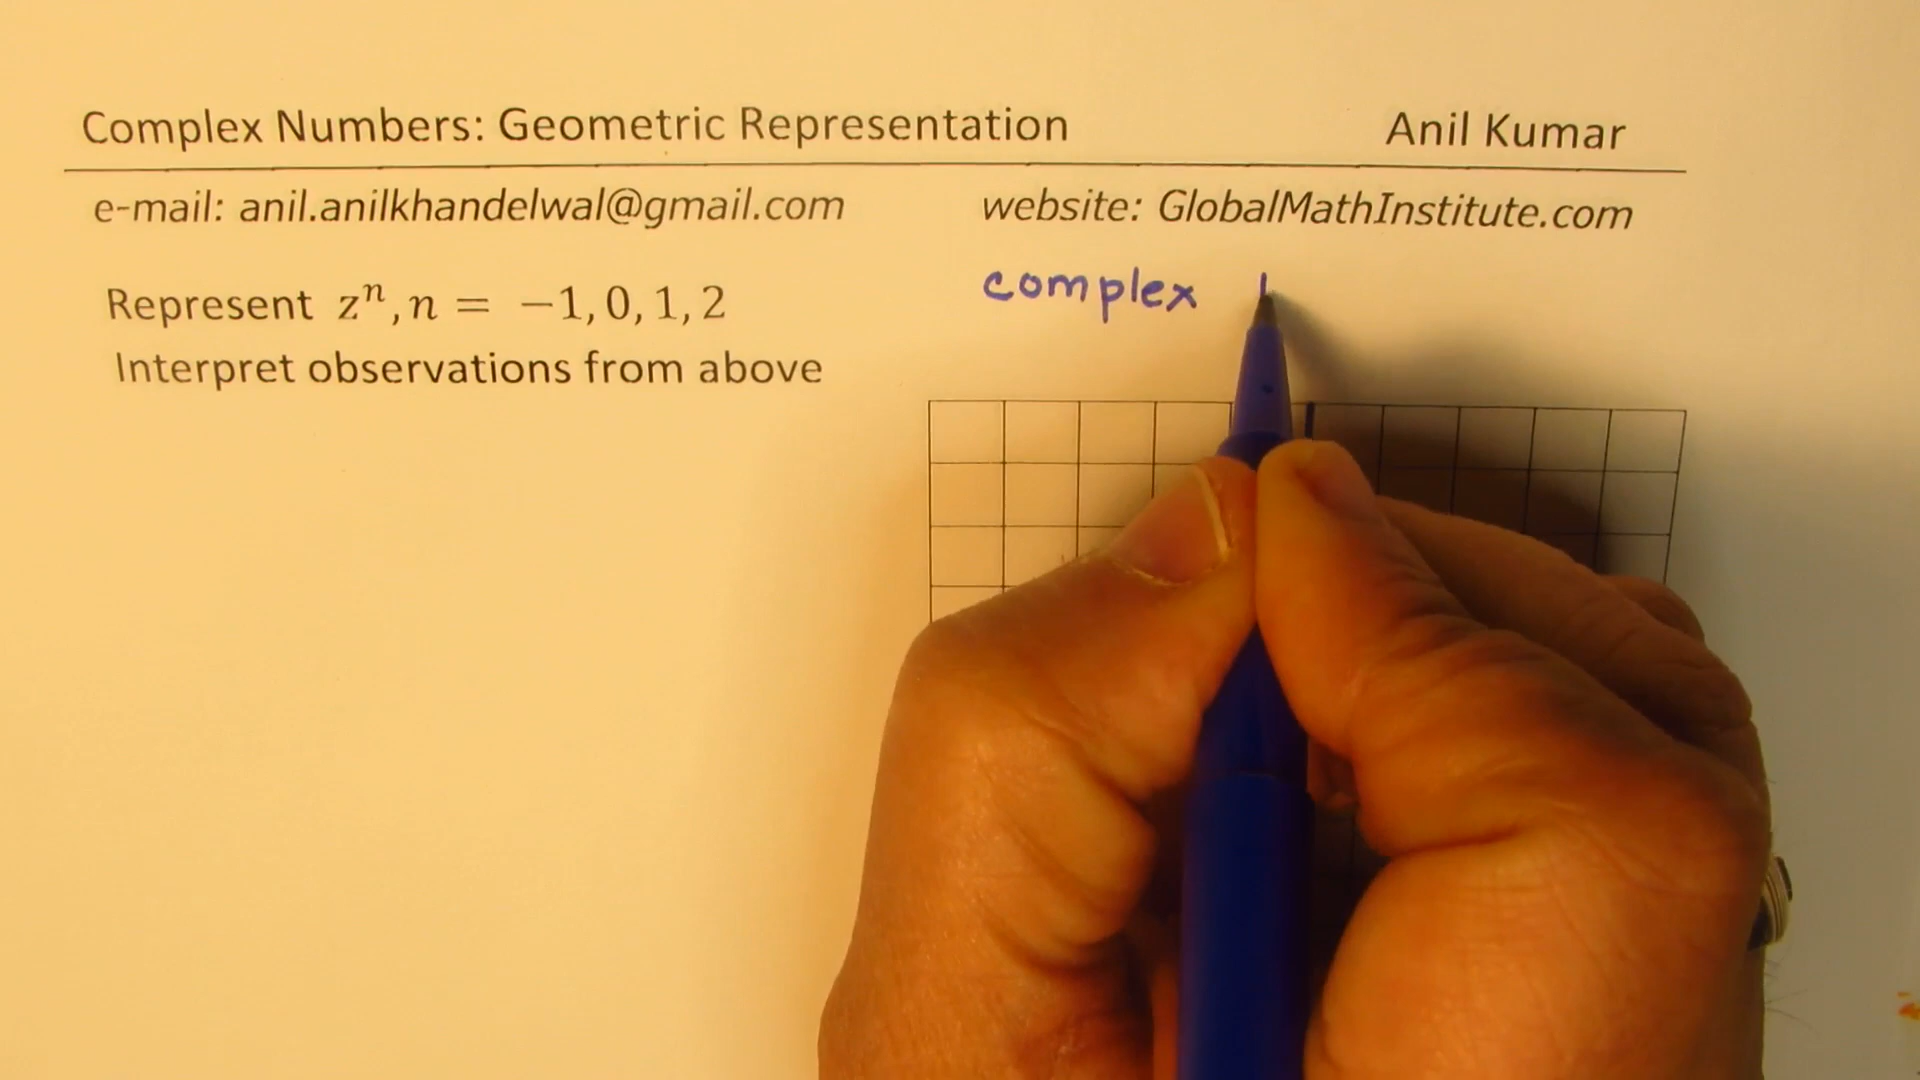 Complex Numbers: Geometric Representation Anil Kumar
e-mail: anil.anilkhandelwal@gmail.com website: GlobalMathInstitute.com
Represent zⁿ, n = −1, 0, 1, 2
complex
Interpret observations from above